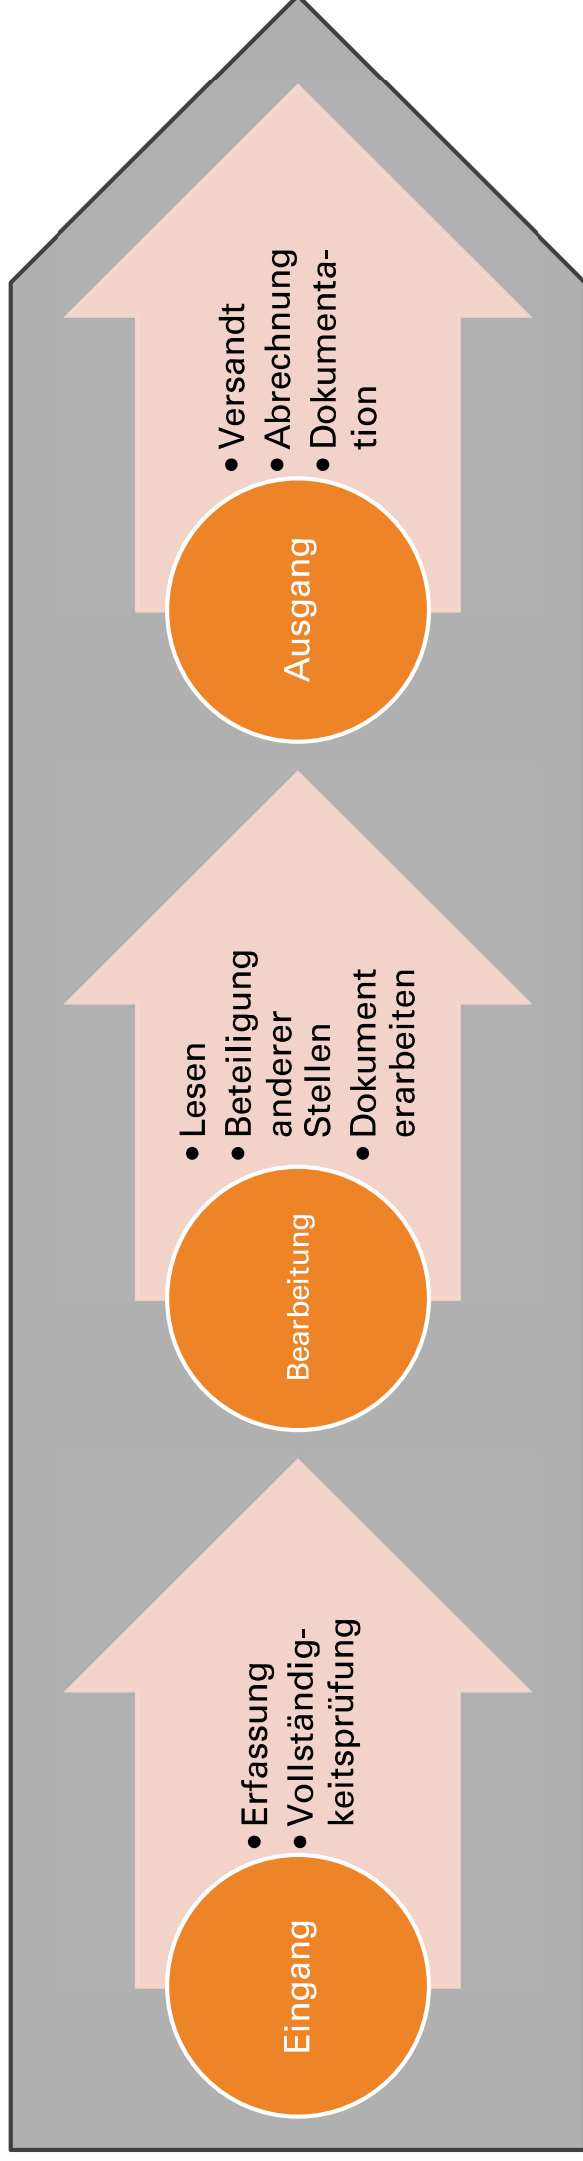 Eingang
• Erfassung
• Vollständig-
keitsprüfung
Bearbeitung
• Lesen
• Beteiligung
anderer
Stellen
• Dokument
erarbeiten
Ausgang
• Versandt
• Abrechnung
• Dokumenta-
tion